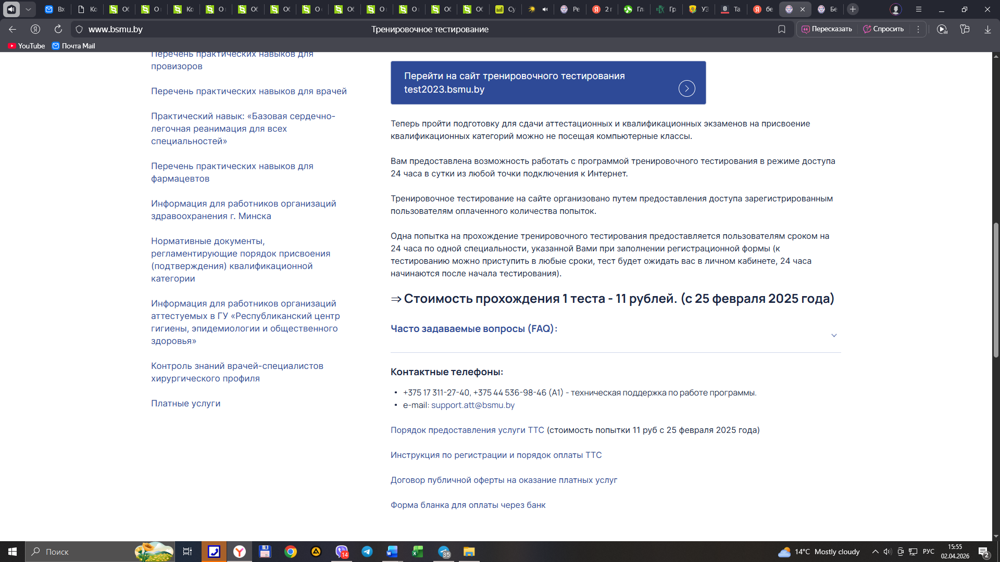 Вх
Ко
Об
О
Ко
О
Об
Об
О
Об
О
О
Об
Об
Су
Ре
2 г
Гл
Гр
УЗ
Та
бе
Бе
www.bsmu.by
Тренировочное тестирование
Пересказать
Спросить
YouTube
Почта Mail
Перечень практических навыков для
провизоров
Перечень практических навыков для врачей
Практический навык: «Базовая сердечно-
легочная реанимация для всех
специальностей»
Перечень практических навыков для
фармацевтов
Информация для работников организаций
здравоохранения г. Минска
Нормативные документы,
регламентирующие порядок присвоения
(подтверждения) квалификационной
категории
Информация для работников организаций
аттестуемых в ГУ «Республиканский центр
гигиены, эпидемиологии и общественного
здоровья»
Контроль знаний врачей-специалистов
хирургического профиля
Платные услуги
Перейти на сайт тренировочного тестирования
test2023.bsmu.by
Теперь пройти подготовку для сдачи аттестационных и квалификационных экзаменов на присвоение
квалификационных категорий можно не посещая компьютерные классы.
Вам предоставлена возможность работать с программой тренировочного тестирования в режиме доступа
24 часа в сутки из любой точки подключения к Интернет.
Тренировочное тестирование на сайте организовано путем предоставления доступа зарегистрированным
пользователям оплаченного количества попыток.
Одна попытка на прохождение тренировочного тестирования предоставляется пользователям сроком на
24 часа по одной специальности, указанной Вами при заполнении регистрационной формы (к
тестированию можно приступить в любые сроки, тест будет ожидать вас в личном кабинете, 24 часа
начинаются после начала тестирования).
⇒ Стоимость прохождения 1 теста - 11 рублей. (с 25 февраля 2025 года)
Часто задаваемые вопросы (FAQ):
Контактные телефоны:
• +375 17 311-27-40, +375 44 536-98-46 (А1) - техническая поддержка по работе программы.
• e-mail: support.att@bsmu.by
Порядок предоставления услуги ТТС (стоимость попытки 11 руб с 25 февраля 2025 года)
Инструкция по регистрации и порядок оплаты ТТС
Договор публичной оферты на оказание платных услуг
Форма бланка для оплаты через банк
Поиск
14
35
14°C Mostly cloudy
РУС
15:55
02.04.2026
2